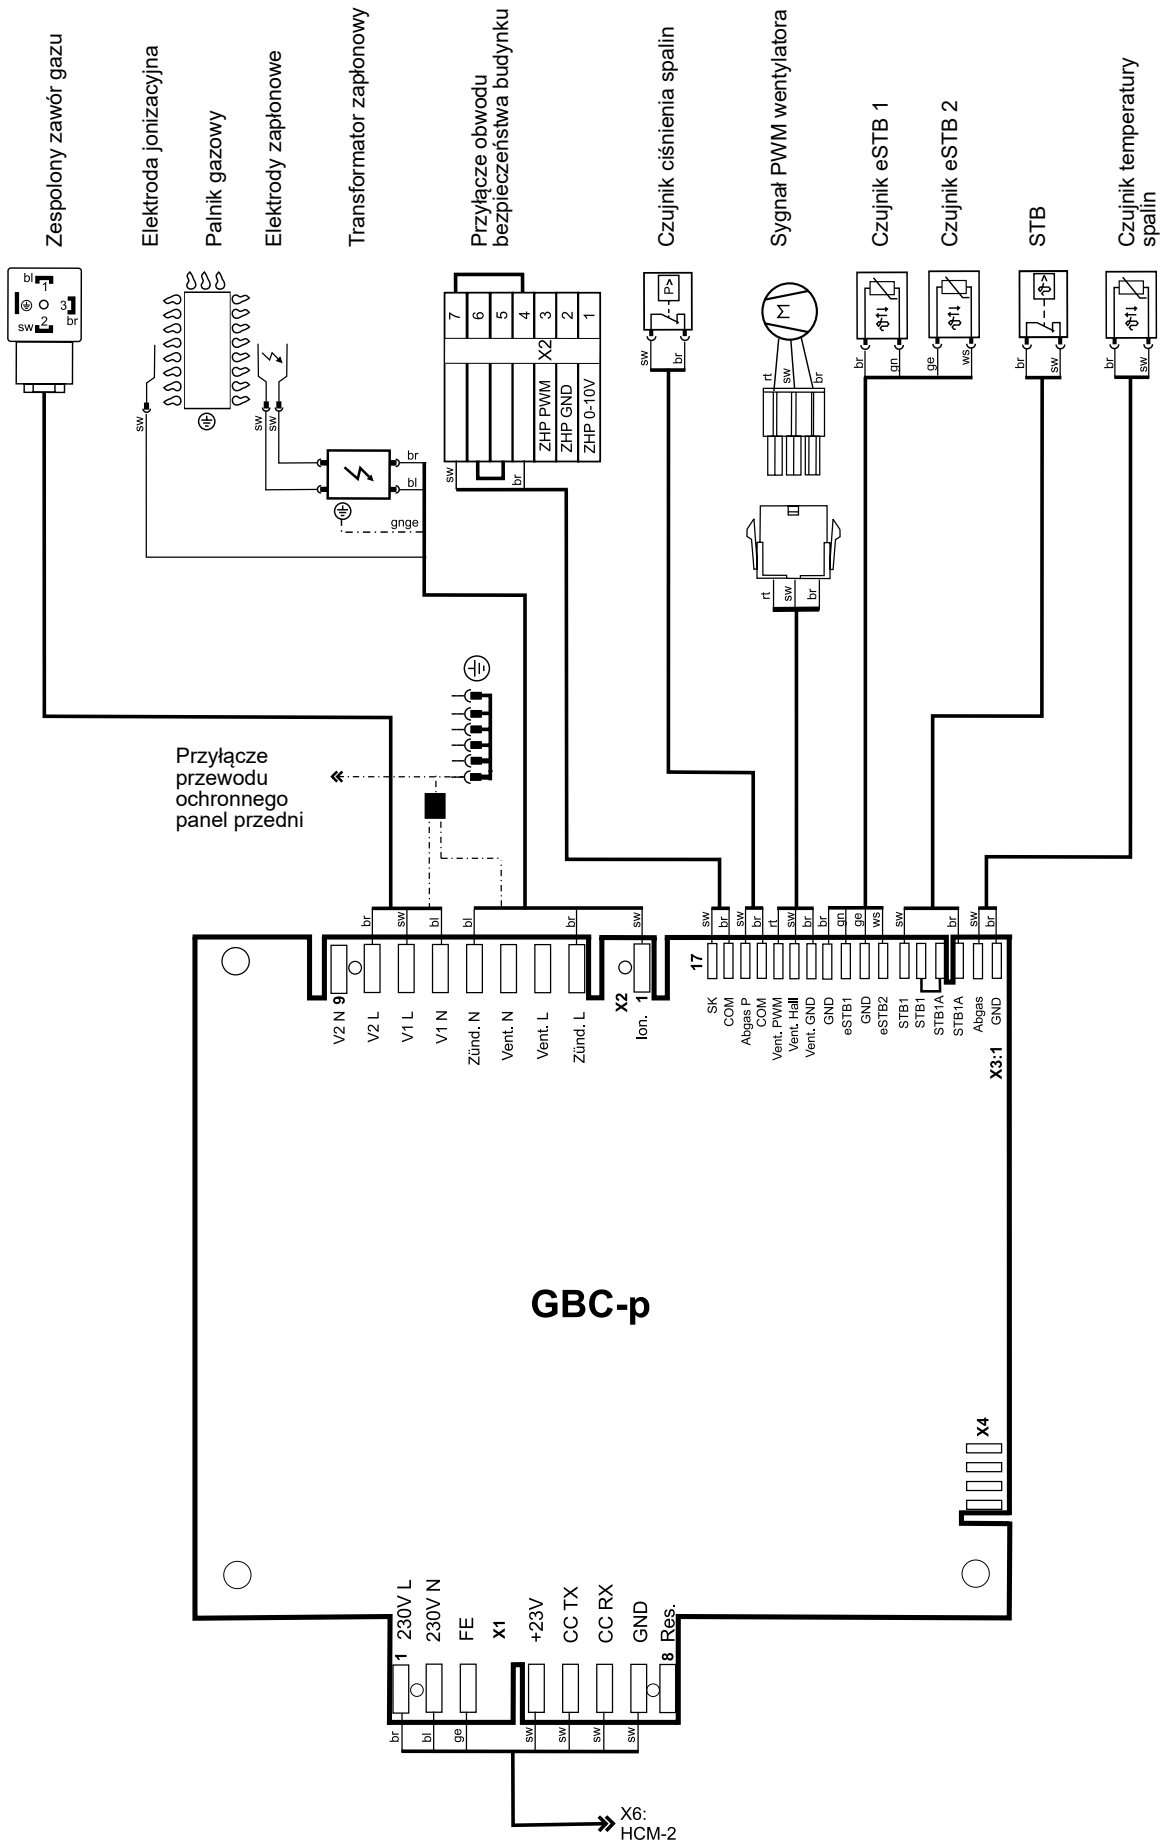 Zespolony zawór gazu
Elektroda jonizacyjna
Palnik gazowy
Elektrody zapłonowe
Transformator zapłonowy
Przyłącze obwodu
bezpieczeństwa budynku
Czujnik ciśnienia spalin
Sygnał PWM wentylatora
Czujnik eSTB 1
Czujnik eSTB 2
STB
Czujnik temperatury
spalin
bl
1
2
3
sw
br
sw
sw
sw
br
bl
gnge
7
6
5
4
3
2
1
X2
ZHP PWM
ZHP GND
ZHP 0-10V
sw
br
P>
sw
br
M
rt
sw
br
rt
sw
br
br
gn
ge
ws
br
sw
br
sw
Przyłącze
przewodu
ochronnego
panel przedni
br
sw
bl
bl
br
sw
sw
br
sw
br
rt
sw
br
br
gn
ge
ws
sw
br
sw
br
V2 N 9
V2 L
V1 L
V1 N
Zünd. N
Vent. N
Vent. L
Zünd. L
X2
Ion. 1
17
SK
COM
Abgas P
COM
Vent. PWM
Vent. Hall
Vent. GND
GND
eSTB1
GND
eSTB2
STB1
STB1
STB1A
STB1A
Abgas
GND
X3:1
GBC-p
X4
1 230V L
230V N
FE
X1
+23V
CC TX
CC RX
GND
8 Res.
br
bl
ge
sw
sw
sw
sw
X6:
HCM-2